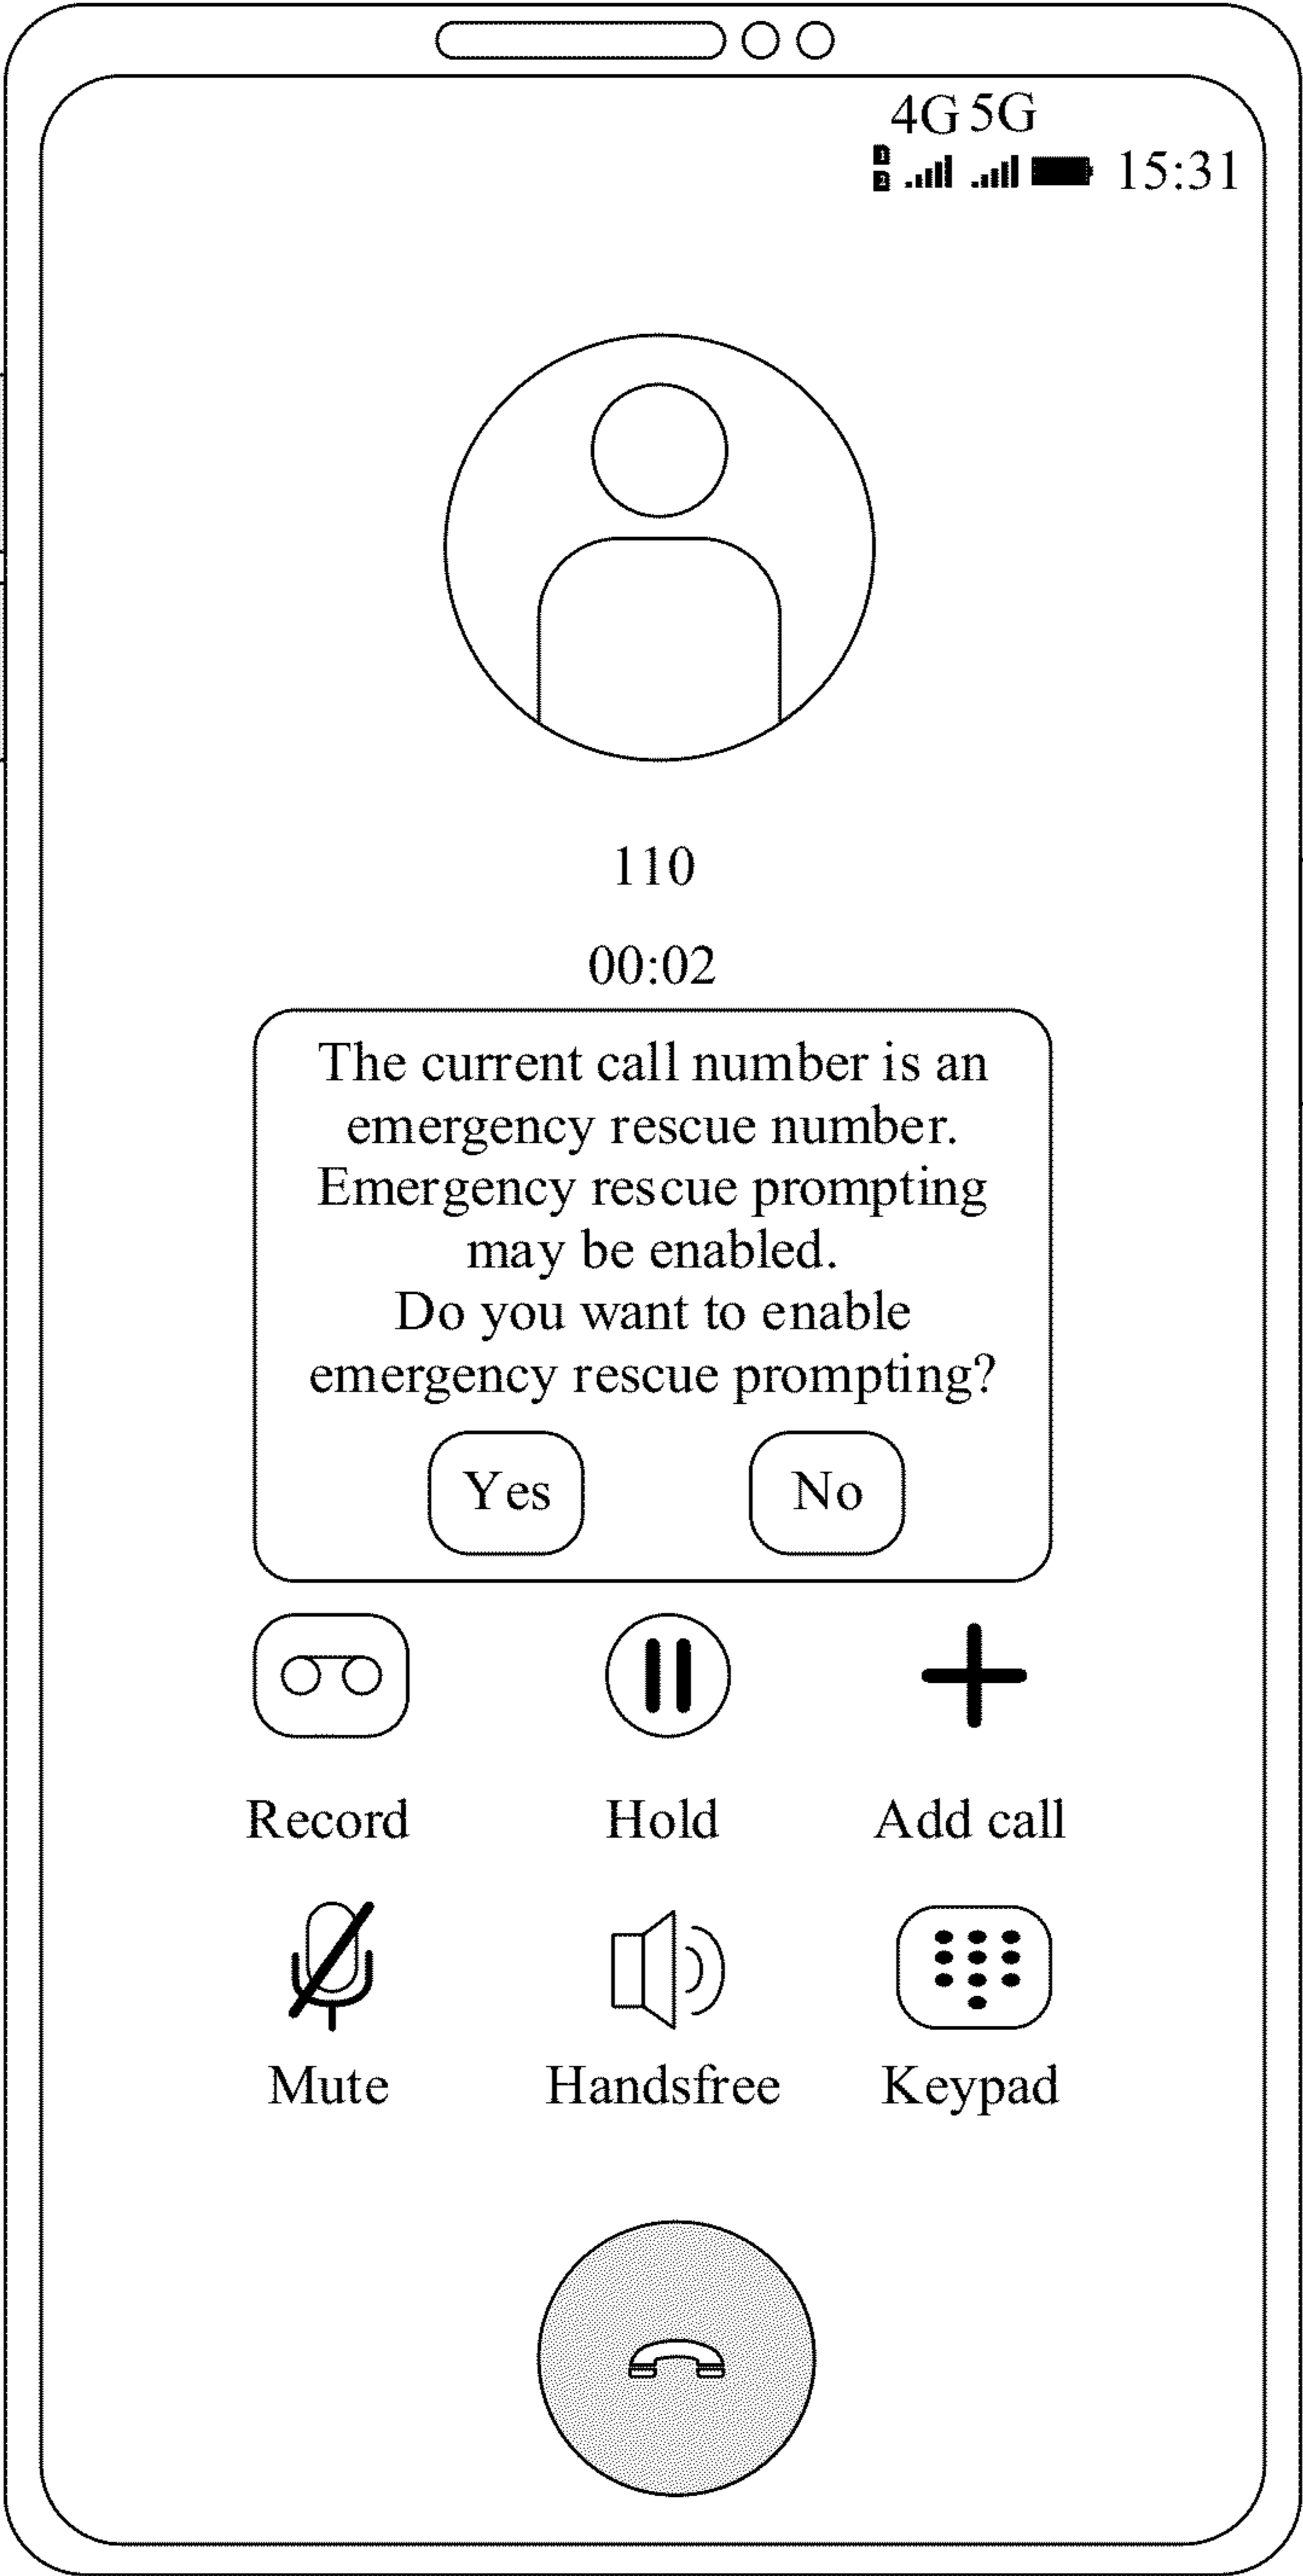 4G 5G
1
2
15:31
110
00:02
The current call number is an
emergency rescue number.
Emergency rescue prompting
may be enabled.
Do you want to enable
emergency rescue prompting?
Yes No
Record Hold Add call
Mute Handsfree Keypad